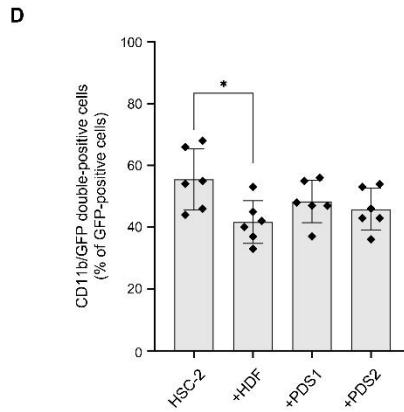 D
CD11b/GFP double-positive cells
(% of GFP-positive cells)
100
80
60
40
20
0
*
HSC-2
+HDF
+PDS1
+PDS2